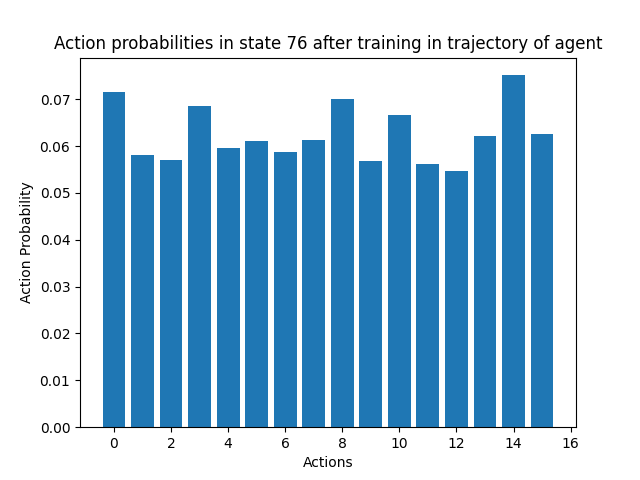 Action probabilities in state 76 after training in trajectory of agent
0.07
0.06
0.05
0.04
0.03
0.02
0.01
0.00
Action Probability
0 2 4 6 8 10 12 14 16
Actions